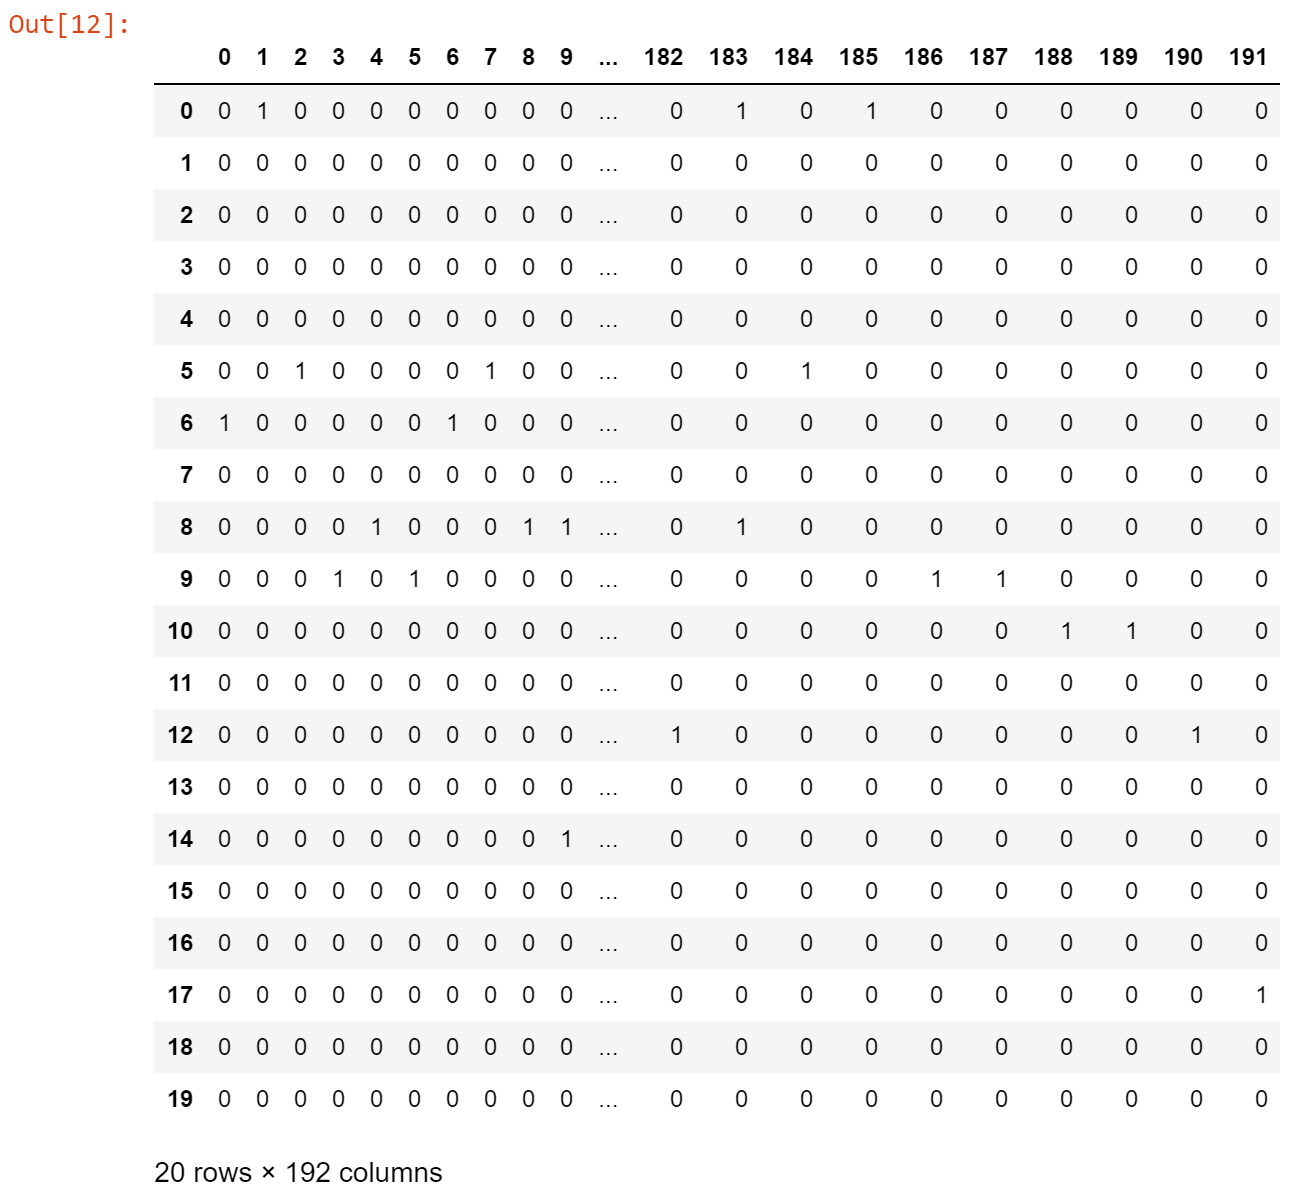 Out[12]:
0 1 2 3 4 5 6 7 8 9 ... 182 183 184 185 186 187 188 189 190 191
0 0 1 0 0 0 0 0 0 0 0 ... 0 1 0 1 0 0 0 0 0 0
1 0 0 0 0 0 0 0 0 0 0 ... 0 0 0 0 0 0 0 0 0 0
2 0 0 0 0 0 0 0 0 0 0 ... 0 0 0 0 0 0 0 0 0 0
3 0 0 0 0 0 0 0 0 0 0 ... 0 0 0 0 0 0 0 0 0 0
4 0 0 0 0 0 0 0 0 0 0 ... 0 0 0 0 0 0 0 0 0 0
5 0 0 1 0 0 0 0 1 0 0 ... 0 0 1 0 0 0 0 0 0 0
6 1 0 0 0 0 0 1 0 0 0 ... 0 0 0 0 0 0 0 0 0 0
7 0 0 0 0 0 0 0 0 0 0 ... 0 0 0 0 0 0 0 0 0 0
8 0 0 0 0 1 0 0 0 1 1 ... 0 1 0 0 0 0 0 0 0 0
9 0 0 0 1 0 1 0 0 0 0 ... 0 0 0 0 1 1 0 0 0 0
10 0 0 0 0 0 0 0 0 0 0 ... 0 0 0 0 0 0 1 1 0 0
11 0 0 0 0 0 0 0 0 0 0 ... 0 0 0 0 0 0 0 0 0 0
12 0 0 0 0 0 0 0 0 0 0 ... 1 0 0 0 0 0 0 0 1 0
13 0 0 0 0 0 0 0 0 0 0 ... 0 0 0 0 0 0 0 0 0 0
14 0 0 0 0 0 0 0 0 0 1 ... 0 0 0 0 0 0 0 0 0 0
15 0 0 0 0 0 0 0 0 0 0 ... 0 0 0 0 0 0 0 0 0 0
16 0 0 0 0 0 0 0 0 0 0 ... 0 0 0 0 0 0 0 0 0 0
17 0 0 0 0 0 0 0 0 0 0 ... 0 0 0 0 0 0 0 0 0 1
18 0 0 0 0 0 0 0 0 0 0 ... 0 0 0 0 0 0 0 0 0 0
19 0 0 0 0 0 0 0 0 0 0 ... 0 0 0 0 0 0 0 0 0 0
20 rows × 192 columns